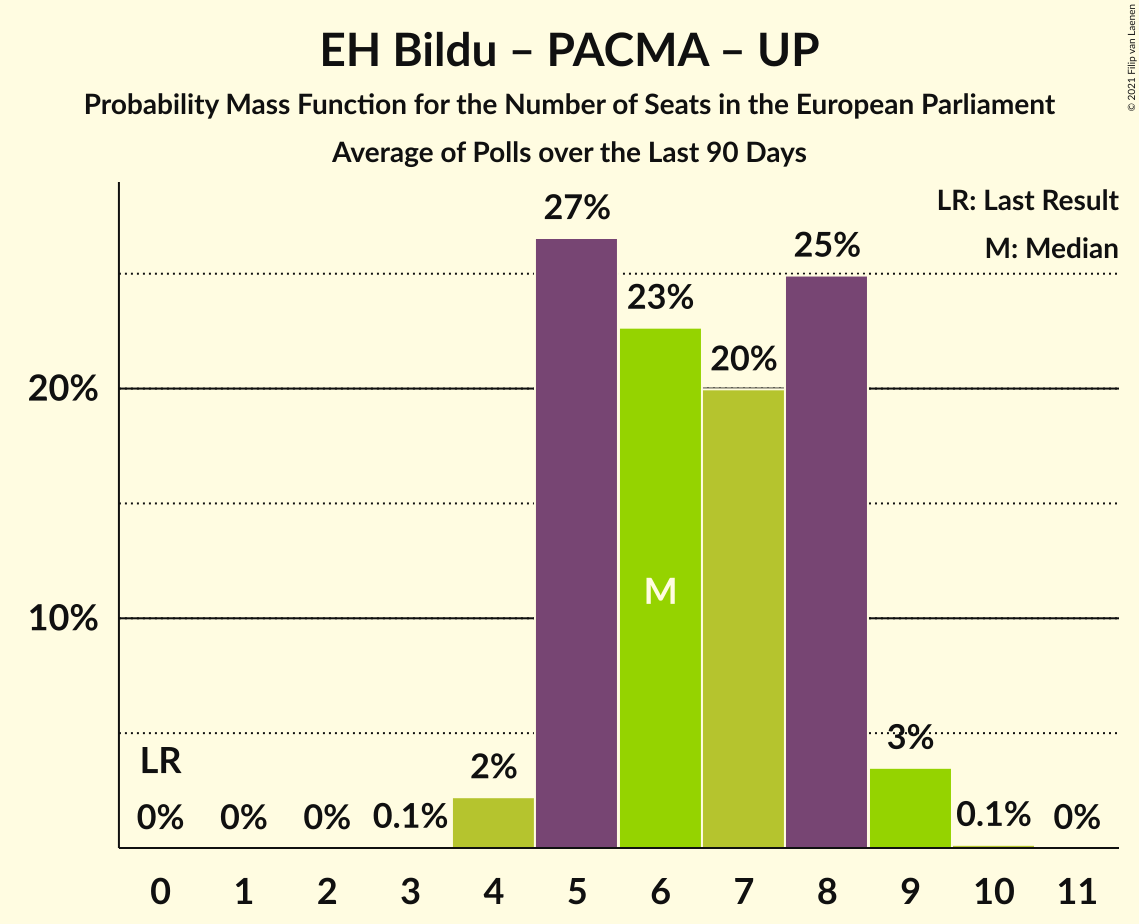 EH Bildu – PACMA – UP
Probability Mass Function for the Number of Seats in the European Parliament
Average of Polls over the Last 90 Days
© 2021 Filip van Laenen
LR: Last Result
M: Median
27%
25%
23%
20%
20%
M
10%
LR
3%
2%
0% 0% 0% 0.1% 0.1% 0%
0 1 2 3 4 5 6 7 8 9 10 11